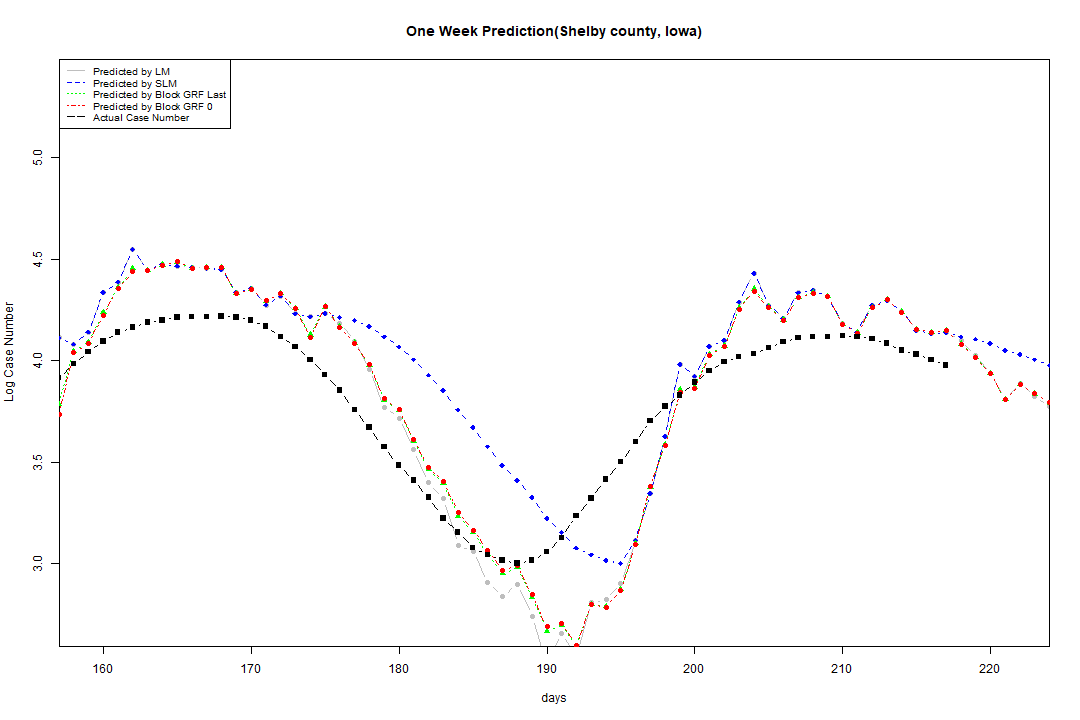 One Week Prediction(Shelby county, Iowa)
Predicted by LM
Predicted by SLM
Predicted by Block GRF Last
Predicted by Block GRF 0
Actual Case Number
Log Case Number
5.0
4.5
4.0
3.5
3.0
160 170 180 190 200 210 220
days